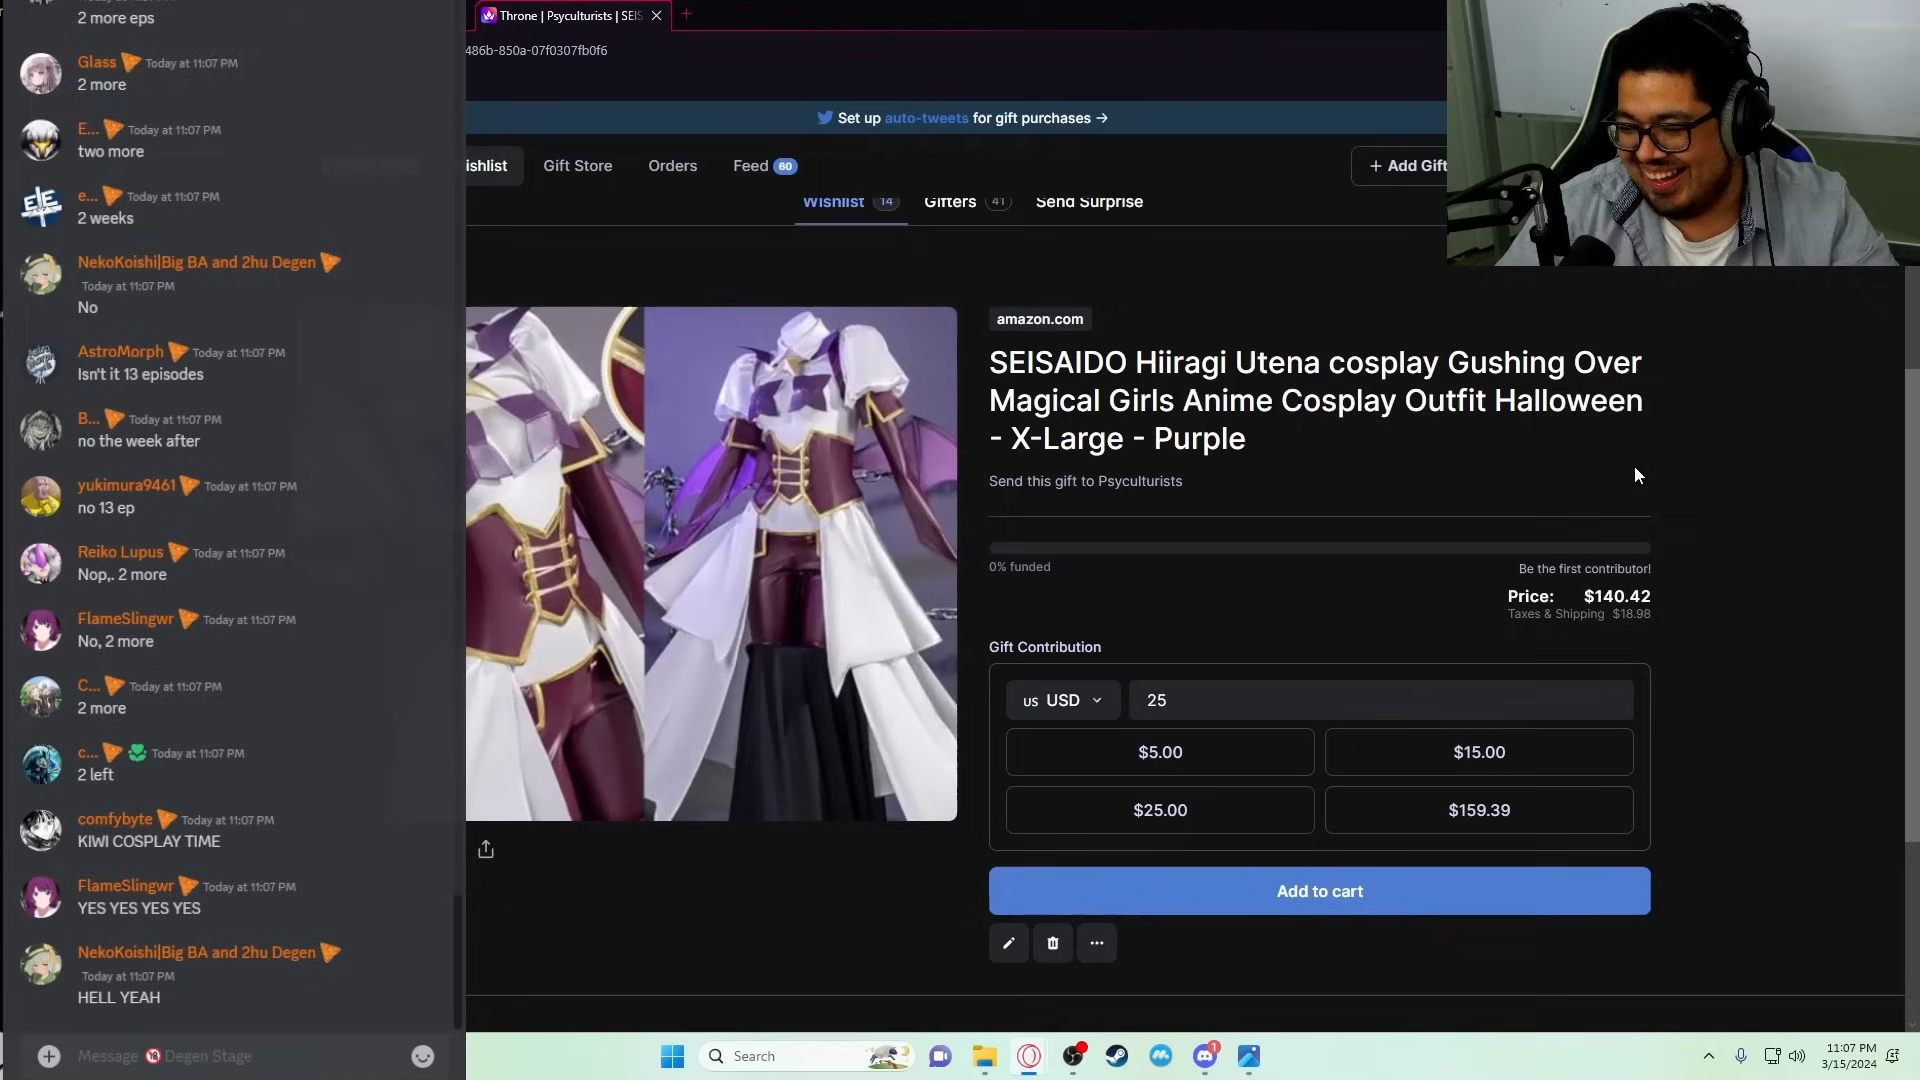 2 more eps
Glass Today at 11:07 PM
2 more
E... Today at 11:07 PM
two more
e... Today at 11:07 PM
2 weeks
NekoKoishi|Big BA and 2hu Degen
Today at 11:07 PM
No
AstroMorph Today at 11:07 PM
Isn't it 13 episodes
B... Today at 11:07 PM
no the week after
yukimura9461 Today at 11:07 PM
no 13 ep
Reiko Lupus Today at 11:07 PM
Nop,. 2 more
FlameSlingwr Today at 11:07 PM
No, 2 more
C... Today at 11:07 PM
2 more
c... Today at 11:07 PM
2 left
comfybyte Today at 11:07 PM
KIWI COSPLAY TIME
FlameSlingwr Today at 11:07 PM
YES YES YES YES
NekoKoishi|Big BA and 2hu Degen
Today at 11:07 PM
HELL YEAH
Message 🔞 Degen Stage
Throne | Psyculturists | SEIS
486b-850a-07f0307fb0f6
Set up auto-tweets for gift purchases →
ishlist Gift Store Orders Feed 60 + Add Gift
Wishlist 14 Gifters 41 Send Surprise
amazon.com
SEISAIDO Hiiragi Utena cosplay Gushing Over
Magical Girls Anime Cosplay Outfit Halloween
- X-Large - Purple
Send this gift to Psyculturists
0% funded Be the first contributor!
Price: $140.42
Taxes & Shipping $18.98
Gift Contribution
US USD 25
$5.00 $15.00
$25.00 $159.39
Add to cart
Search
1
11:07 PM
3/15/2024